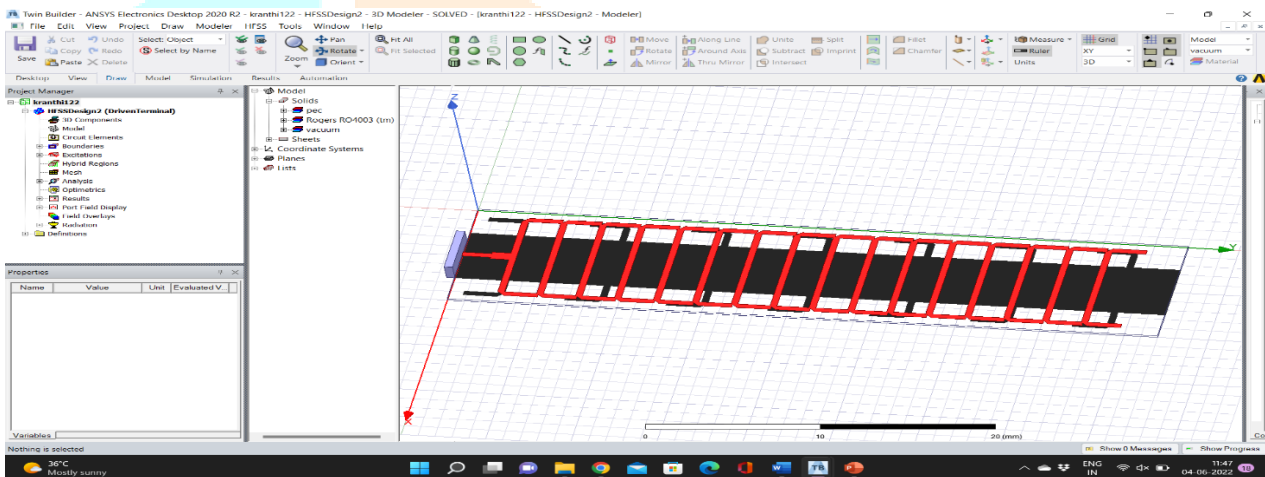 Twin Builder - ANSYS Electronics Desktop 2020 R2 - kranthi122 - HFSSDesign2 - 3D Modeler - SOLVED - [kranthi122 - HFSSDesign2 - Modeler]
File Edit View Project Draw Modeler HFSS Tools Window Help
Save
Cut Undo
Copy Redo
Paste Delete
Select: Object
Select by Name
Zoom
Pan
Rotate
Orient
Fit All
Fit Selected
Move Along Line Unite Split Fillet
Rotate Around Axis Subtract Imprint Chamfer
Mirror Thru Mirror Intersect
Measure Grid Model
Ruler XY vacuum
Units 3D Material
Desktop View Draw Model Simulation Results Automation
Project Manager
kranthi122
HFSSDesign2 (DrivenTerminal)
3D Components
Model
Circuit Elements
Boundaries
Excitations
Hybrid Regions
Mesh
Analysis
Optimetrics
Results
Port Field Display
Field Overlays
Radiation
Definitions
Model
Solids
pec
Rogers RO4003 (tm)
vacuum
Sheets
Coordinate Systems
Planes
Lists
Z
Y
X
0 10 20 (mm)
Properties
Name Value Unit Evaluated V...
Variables
Nothing is selected
Show 0 Messages Show Progress
36°C
Mostly sunny
TB
ENG
IN
11:47
04-06-2022
18